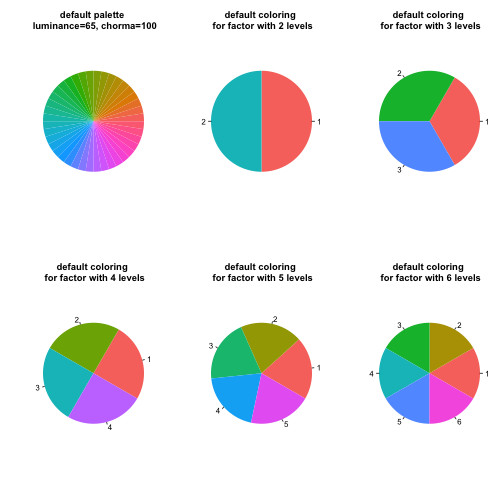 default palette
luminance=65, chorma=100
default coloring
for factor with 2 levels
1
2
default coloring
for factor with 3 levels
1
2
3
default coloring
for factor with 4 levels
1
2
3
4
default coloring
for factor with 5 levels
1
2
3
4
5
default coloring
for factor with 6 levels
1
2
3
4
5
6